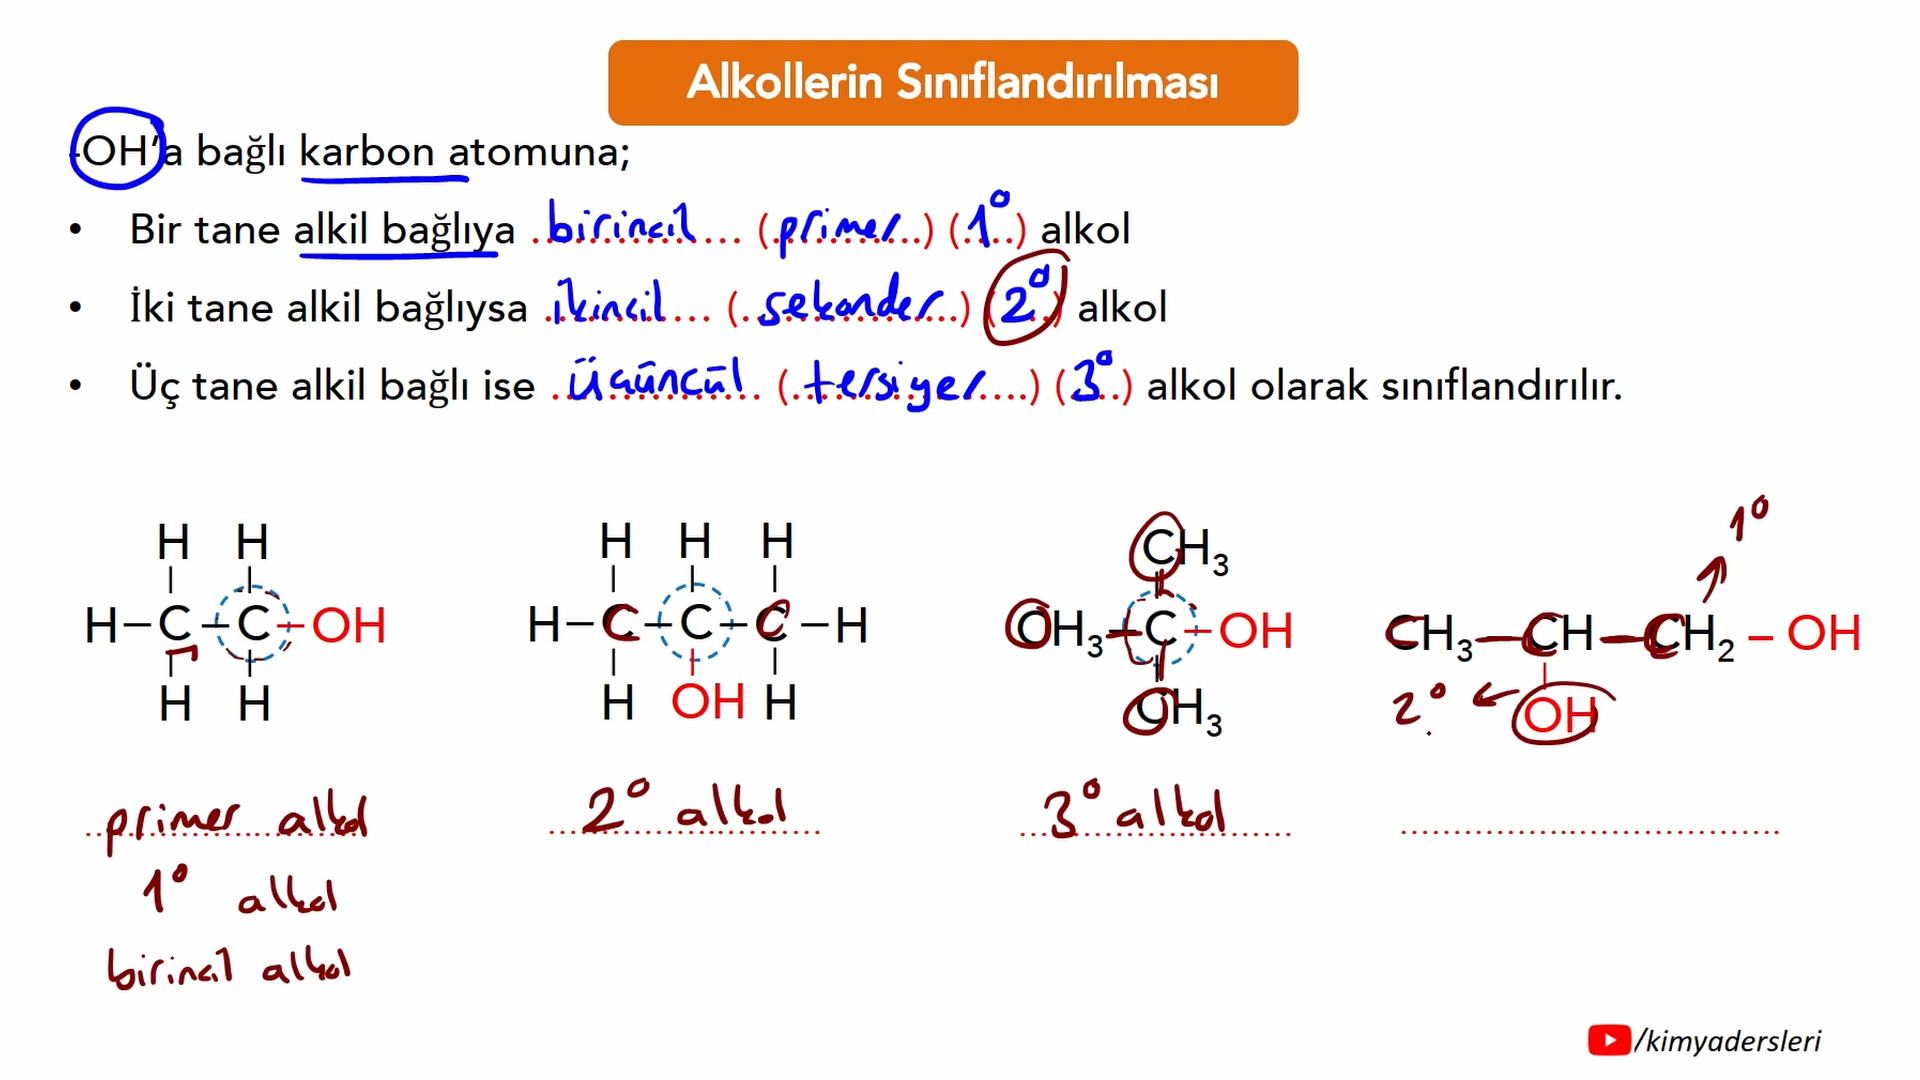 Alkollerin Sınıflandırılması
-OH'a bağlı karbon atomuna;
• Bir tane alkil bağlıya birincil (primer) (1°) alkol
• İki tane alkil bağlıysa ikincil (sekonder) (2°) alkol
• Üç tane alkil bağlı ise üçüncül (tersiyer) (3°) alkol olarak sınıflandırılır.
1°
H H
H–C–C–OH
H H
H H H
H–C–C–C–H
H OH H
CH3
CH3–C–OH
CH3
CH3–CH–CH2–OH
2° OH
primer alkol
2° alkol
3° alkol
1° alkol
birincil alkol
/kimyadersleri